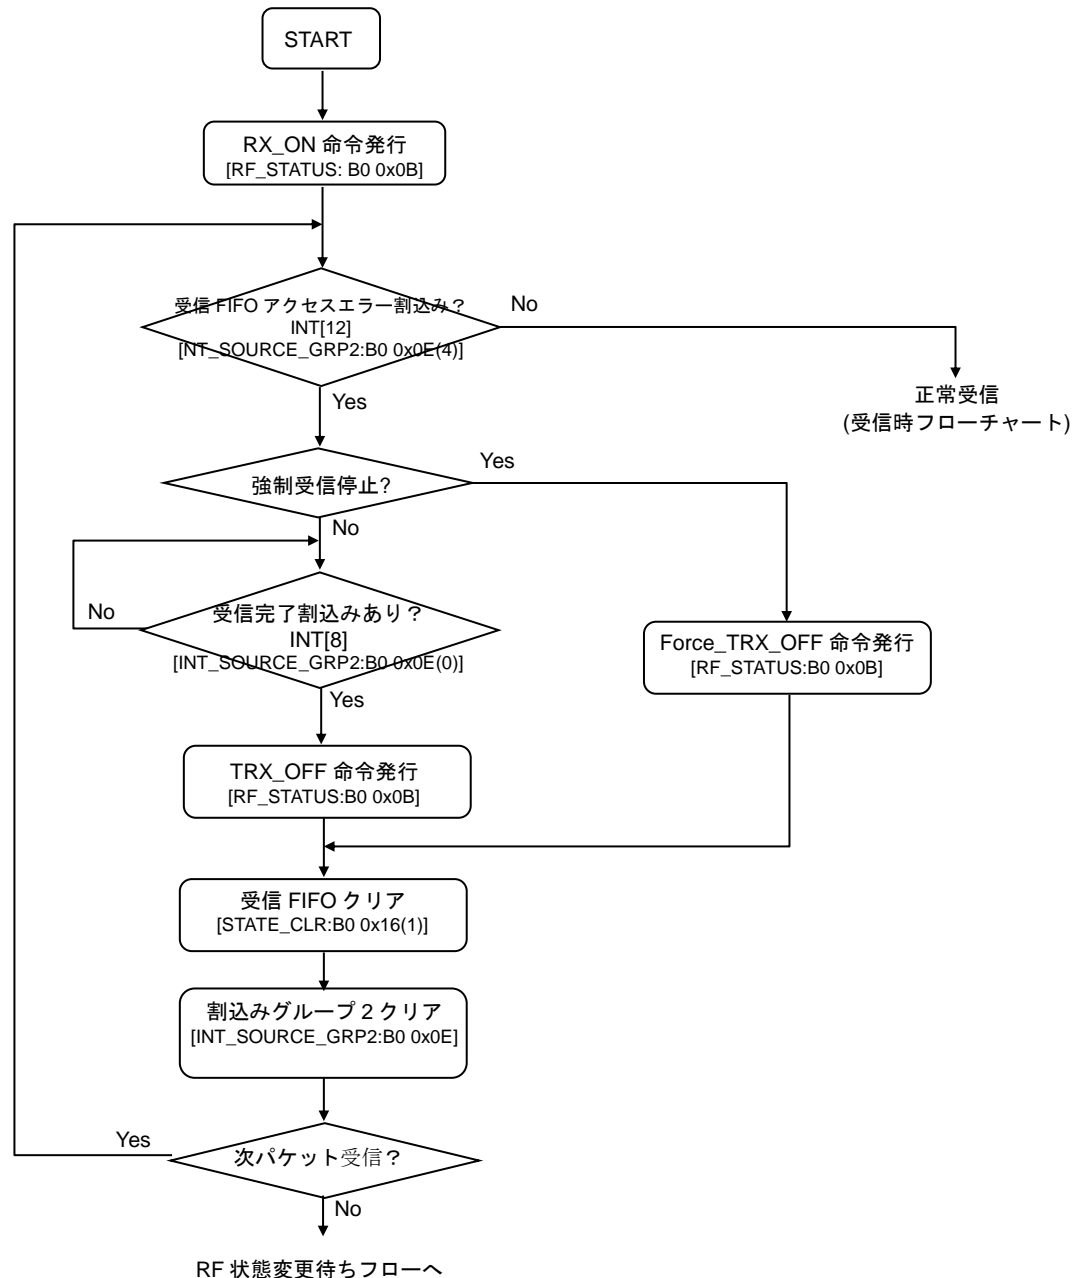 START
RX_ON 命令発行
[RF_STATUS: B0 0x0B]
受信 FIFO アクセスエラー割込み？
INT[12]
[NT_SOURCE_GRP2:B0 0x0E(4)]
No
正常受信
(受信時フローチャート)
Yes
強制受信停止?
Yes
No
受信完了割込みあり？
INT[8]
[INT_SOURCE_GRP2:B0 0x0E(0)]
No
Force_TRX_OFF 命令発行
[RF_STATUS:B0 0x0B]
Yes
TRX_OFF 命令発行
[RF_STATUS:B0 0x0B]
受信 FIFO クリア
[STATE_CLR:B0 0x16(1)]
割込みグループ 2 クリア
[INT_SOURCE_GRP2:B0 0x0E]
Yes
次パケット受信？
No
RF 状態変更待ちフローへ